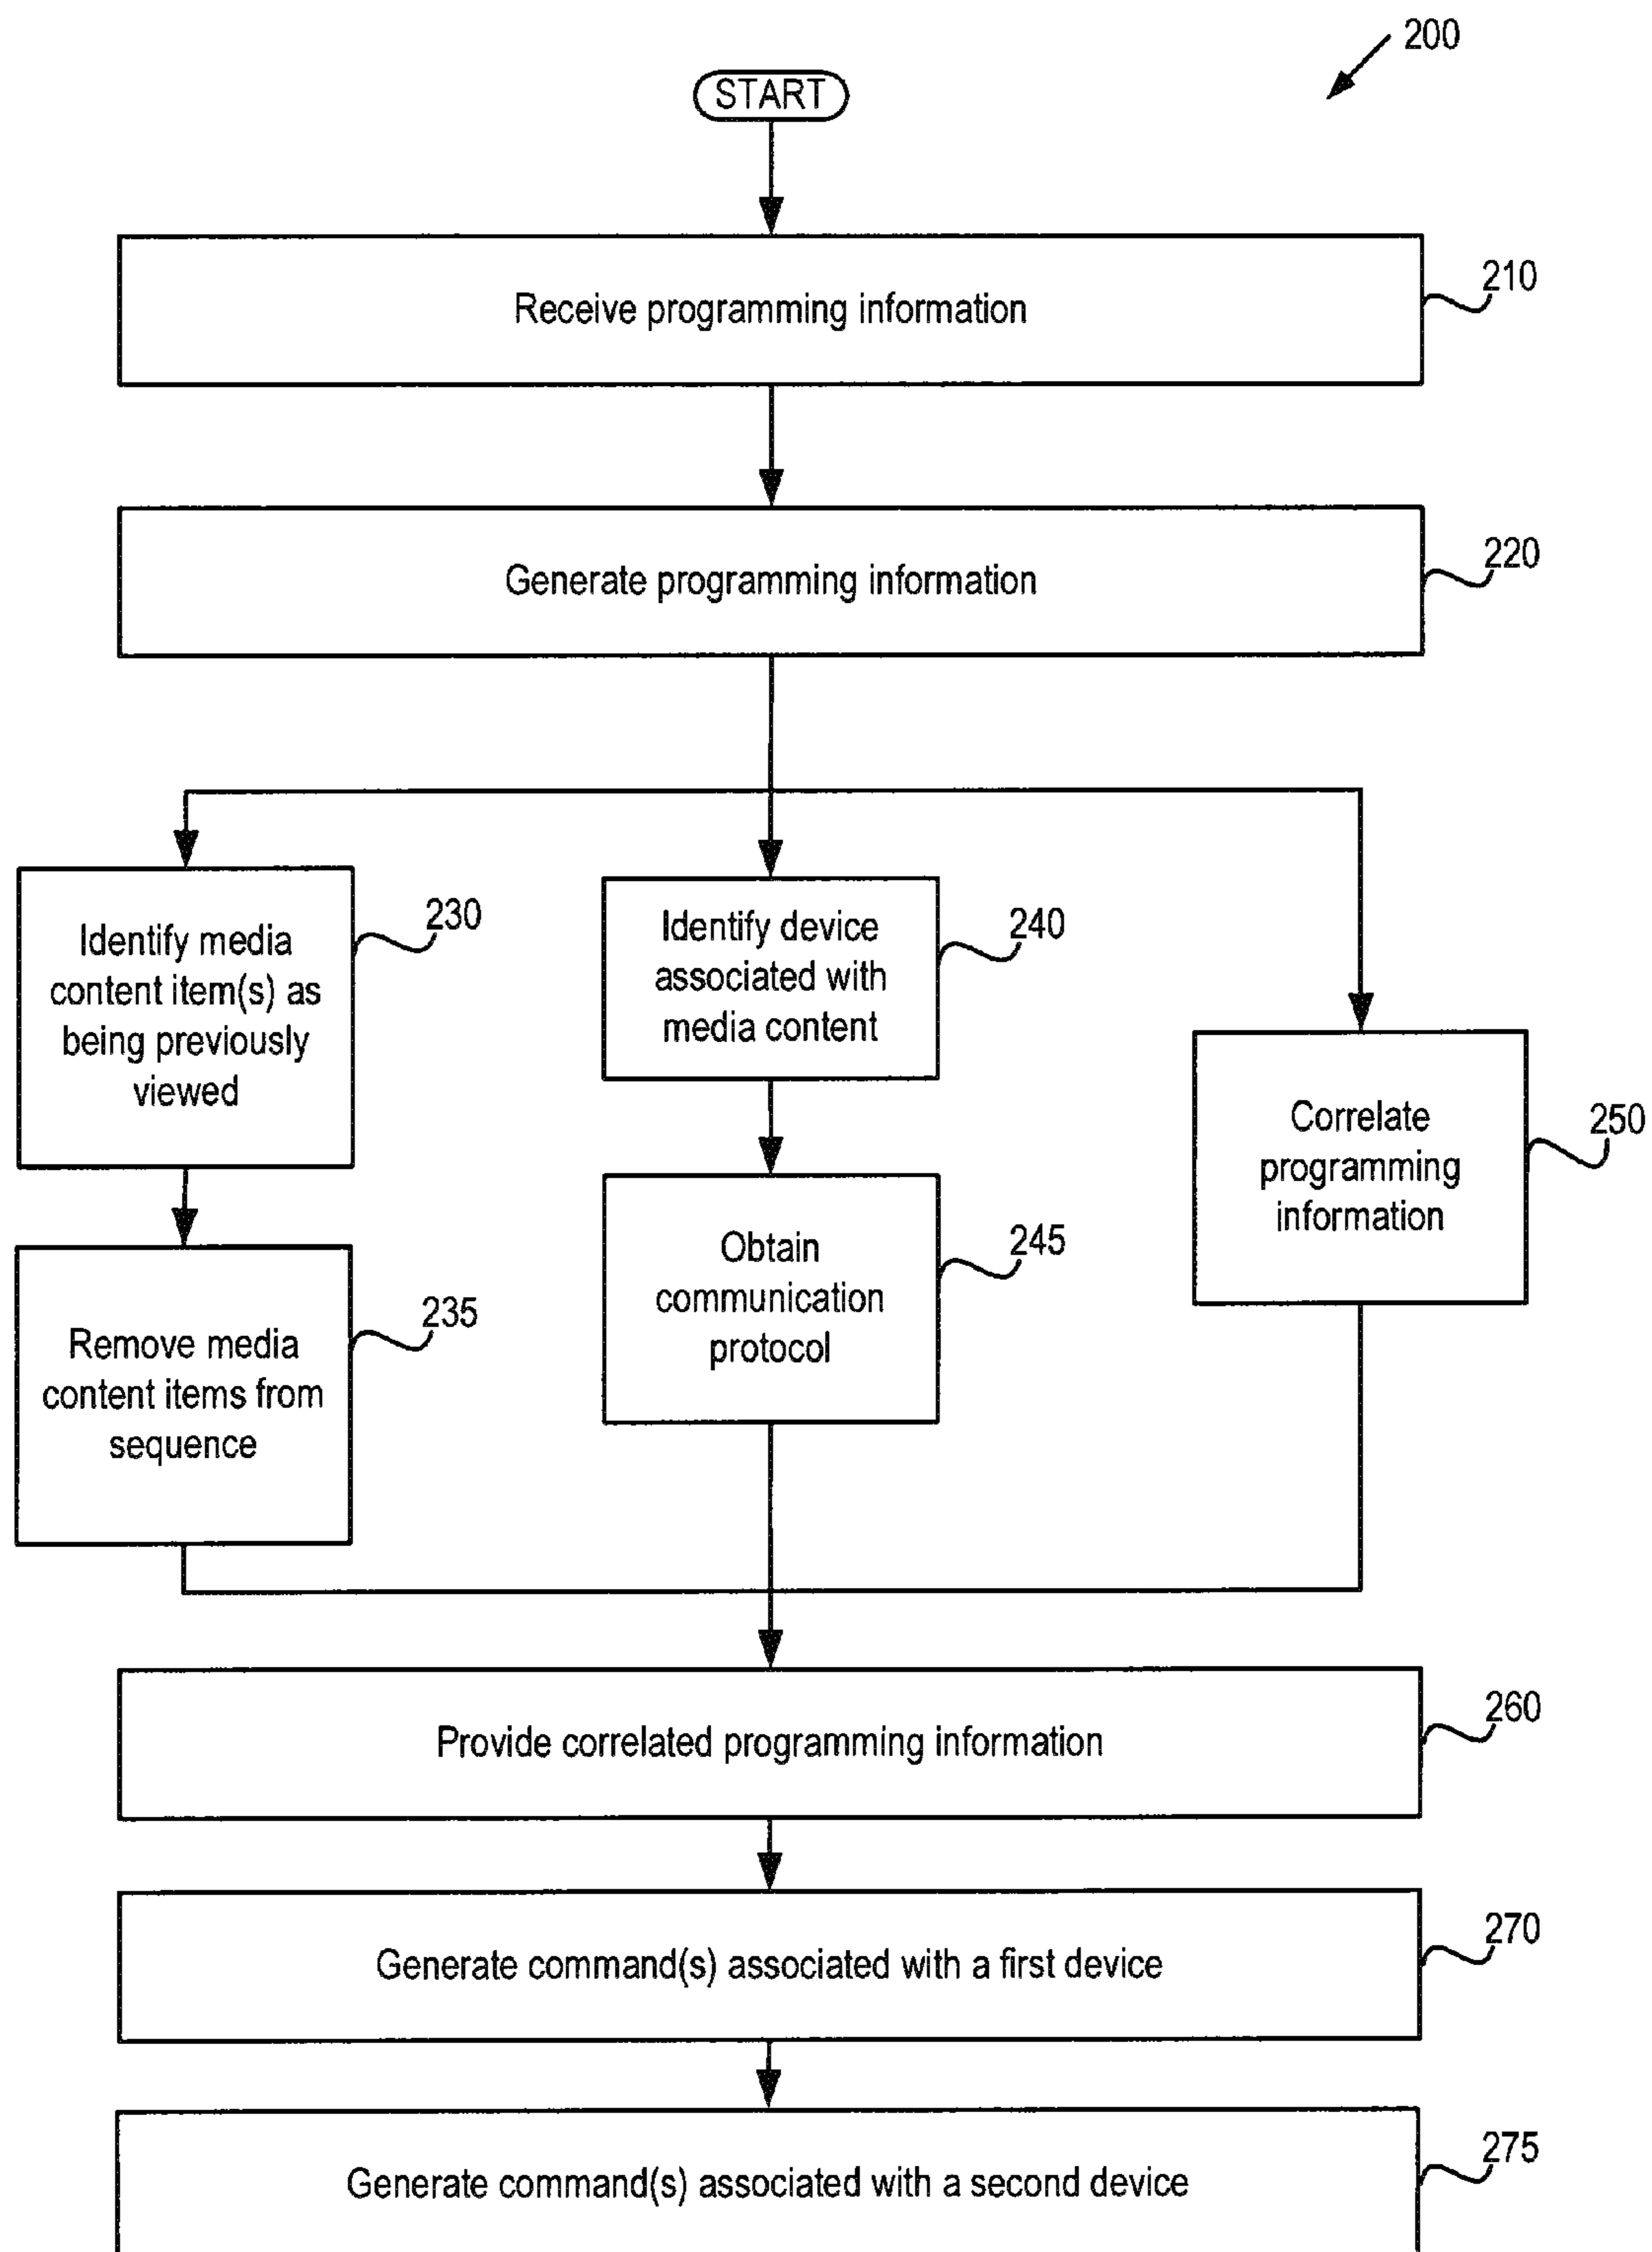 200
START
Receive programming information
210
Generate programming information
220
Identify media
content item(s) as
being previously
viewed
230
Identify device
associated with
media content
240
Correlate
programming
information
250
Remove media
content items from
sequence
235
Obtain
communication
protocol
245
Provide correlated programming information
260
Generate command(s) associated with a first device
270
Generate command(s) associated with a second device
275